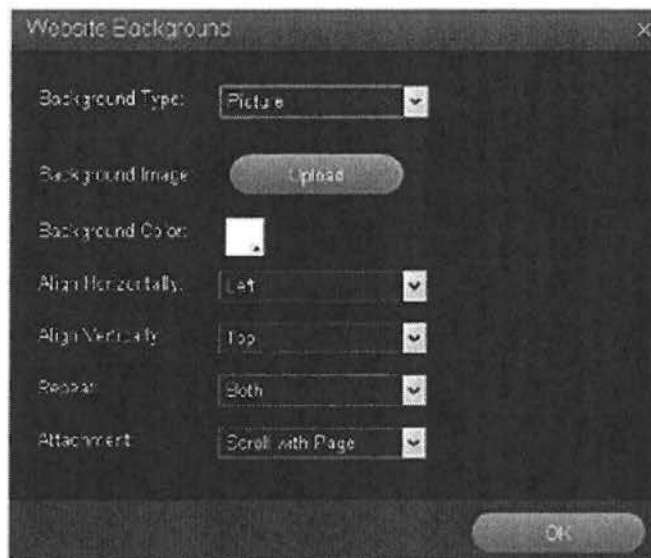 Website Background ×
Background Type: Picture
Background Image Upload
Background Color:
Align Horizontally: Left
Align Vertically Top
Repeat Both
Attachment Scroll with Page
OK